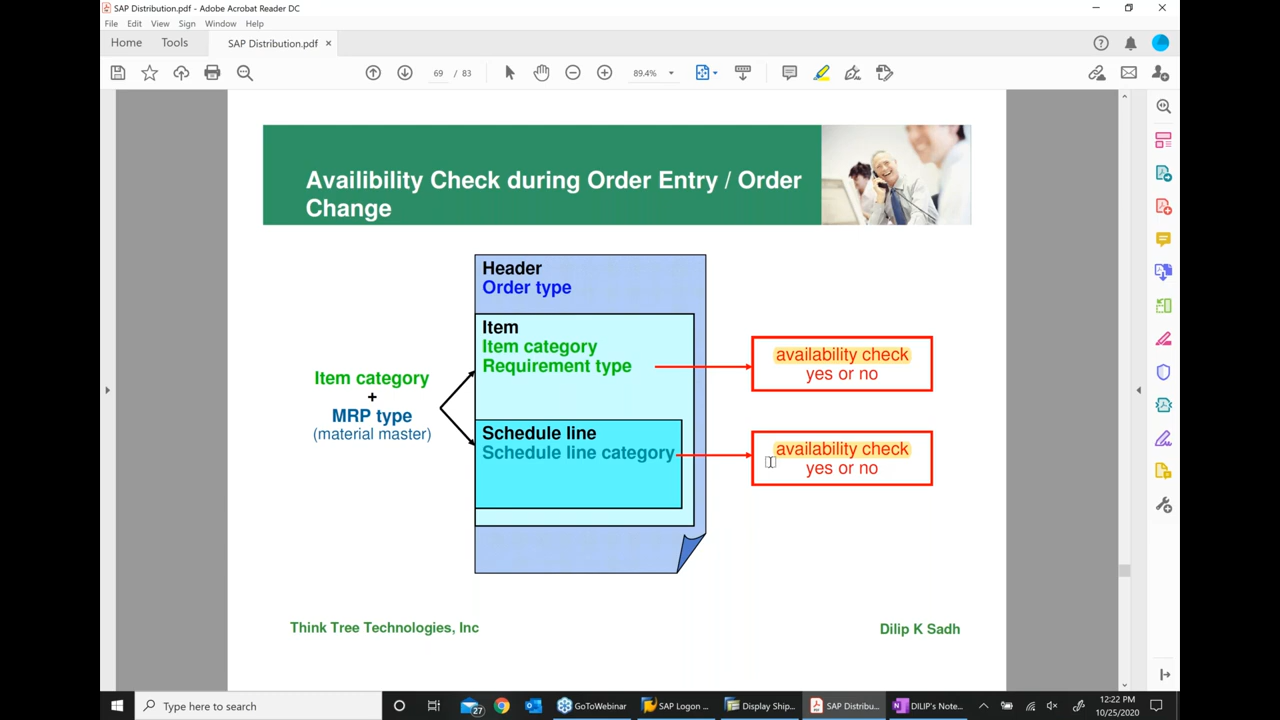 SAP Distribution.pdf - Adobe Acrobat Reader DC
File Edit View Sign Window Help
Home Tools SAP Distribution.pdf ×
69 / 83 89.4%
Availibility Check during Order Entry / Order
Change
Header
Order type
Item
Item category
Requirement type
availability check
yes or no
Item category
+
MRP type
(material master)
Schedule line
Schedule line category
availability check
yes or no
Think Tree Technologies, Inc
Dilip K Sadh
Type here to search
27
GoToWebinar
SAP Logon ...
Display Ship...
SAP Distribu...
DILIP's Note...
12:22 PM
10/25/2020